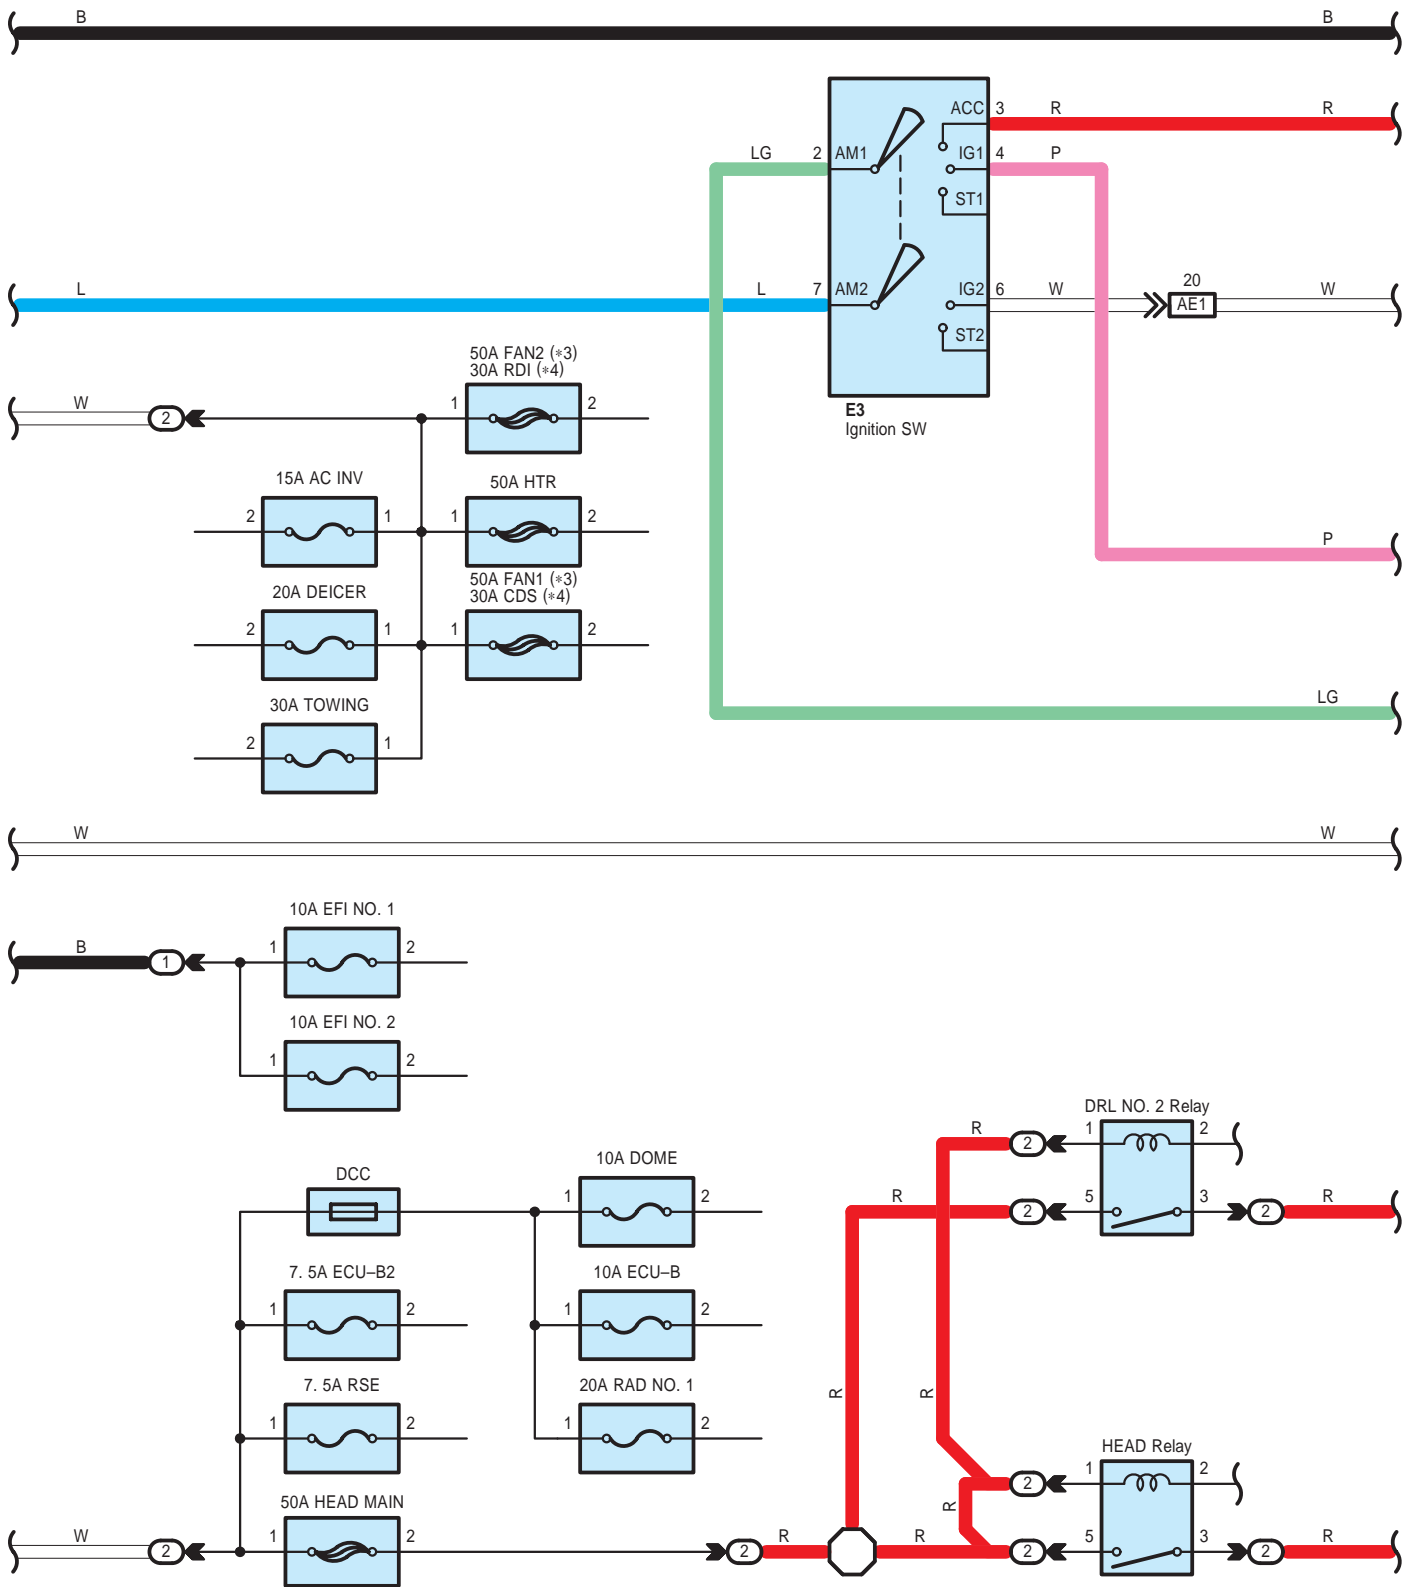 B B
ACC 3 R R
LG 2 AM1 IG1 4 P
ST1
L L 7 AM2 IG2 6 W 20 W
AE1
ST2
50A FAN2 (*3)
30A RDI (*4)
W 2 1 2
E3
Ignition SW
15A AC INV 50A HTR
2 1 1 2
P
50A FAN1 (*3)
20A DEICER 30A CDS (*4)
2 1 1 2
30A TOWING LG
2 1
W W
10A EFI NO. 1
B 1 1 2
10A EFI NO. 2
1 2
DRL NO. 2 Relay
R 2 1 2
DCC 10A DOME
1 2 R 2 5 3 2 R
7. 5A ECU–B2 10A ECU–B
1 2 1 2
7. 5A RSE 20A RAD NO. 1 R R
1 2 1 2
HEAD Relay
2 1 2
50A HEAD MAIN R
W 2 1 2 2 R R 2 5 3 2 R